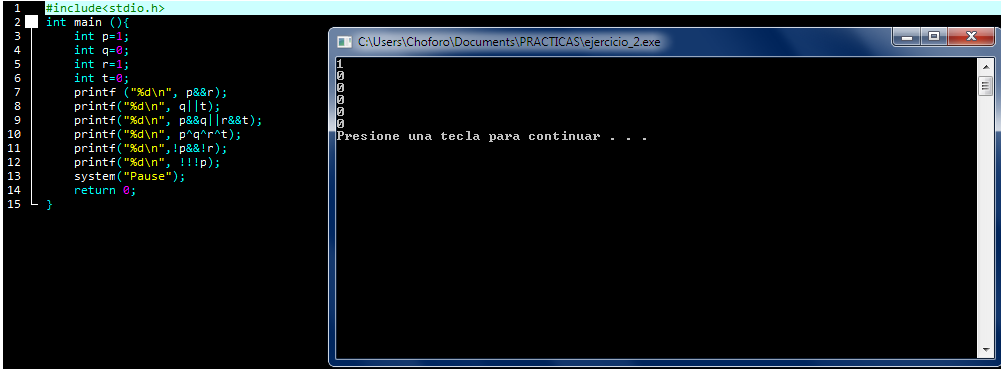 1 #include<stdio.h>
2 int main (){
3 int p=1;
4 int q=0;
5 int r=1;
6 int t=0;
7 printf ("%d\n", p&&r);
8 printf("%d\n", q||t);
9 printf("%d\n", p&&q||r&&t);
10 printf("%d\n", p^q^r^t);
11 printf("%d\n",!p&&!r);
12 printf("%d\n", !!!p);
13 system("Pause");
14 return 0;
15 }
C:\Users\Choforo\Documents\PRACTICAS\ejercicio_2.exe
1
0
0
0
0
0
Presione una tecla para continuar . . .